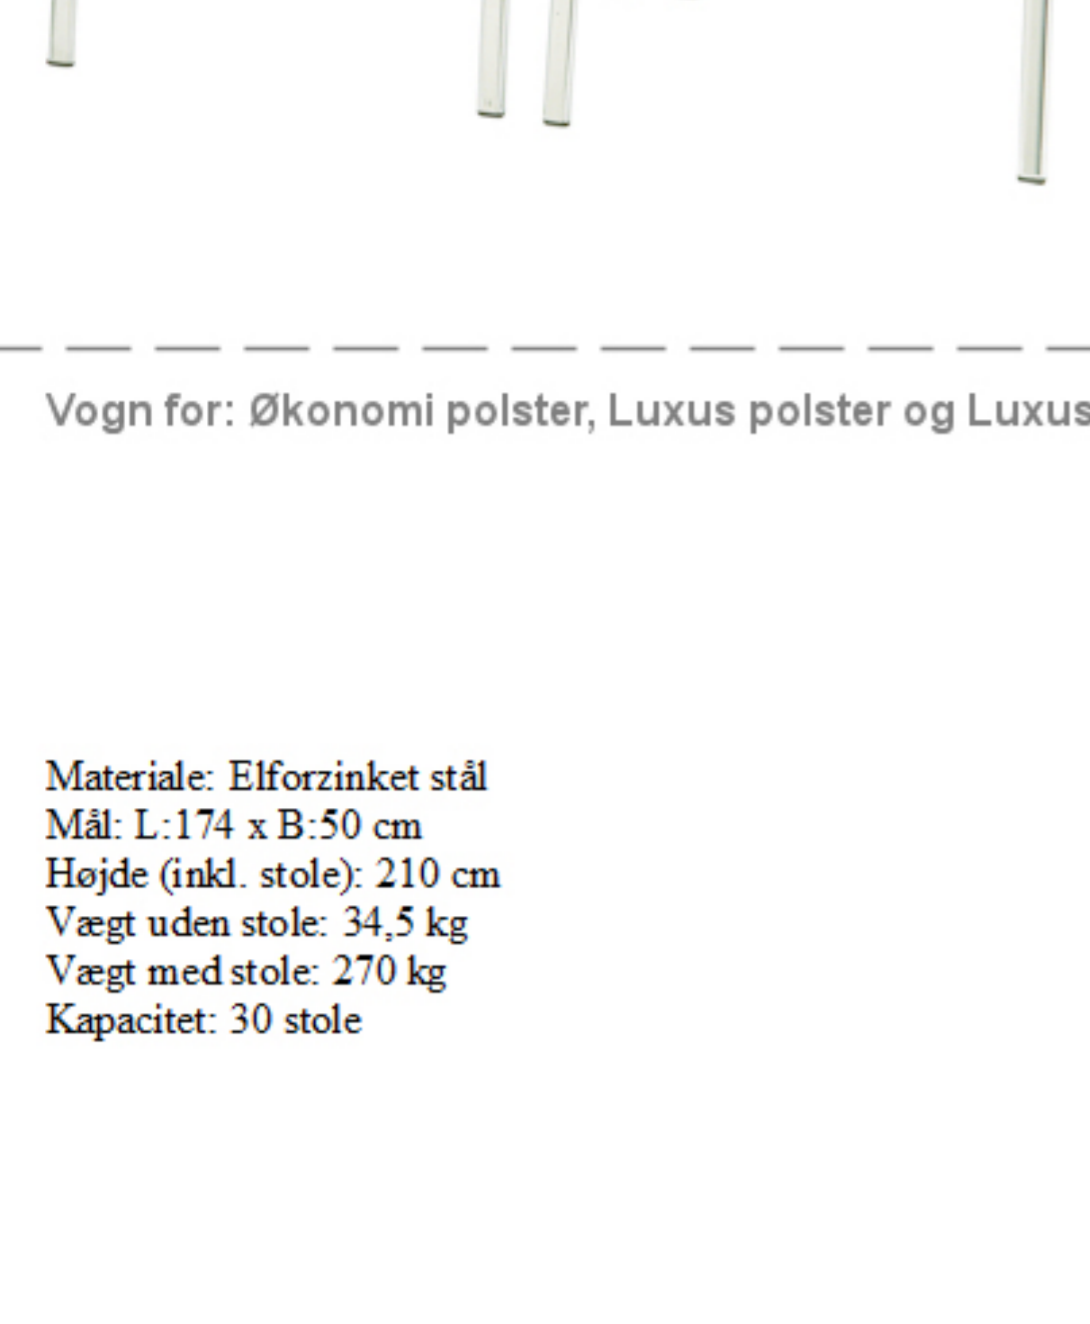 Vogn for: Økonomi polster, Luxus polster og Luxus
Materiale: Elforzinket stål
Mål: L:174 x B:50 cm
Højde (inkl. stole): 210 cm
Vægt uden stole: 34,5 kg
Vægt med stole: 270 kg
Kapacitet: 30 stole